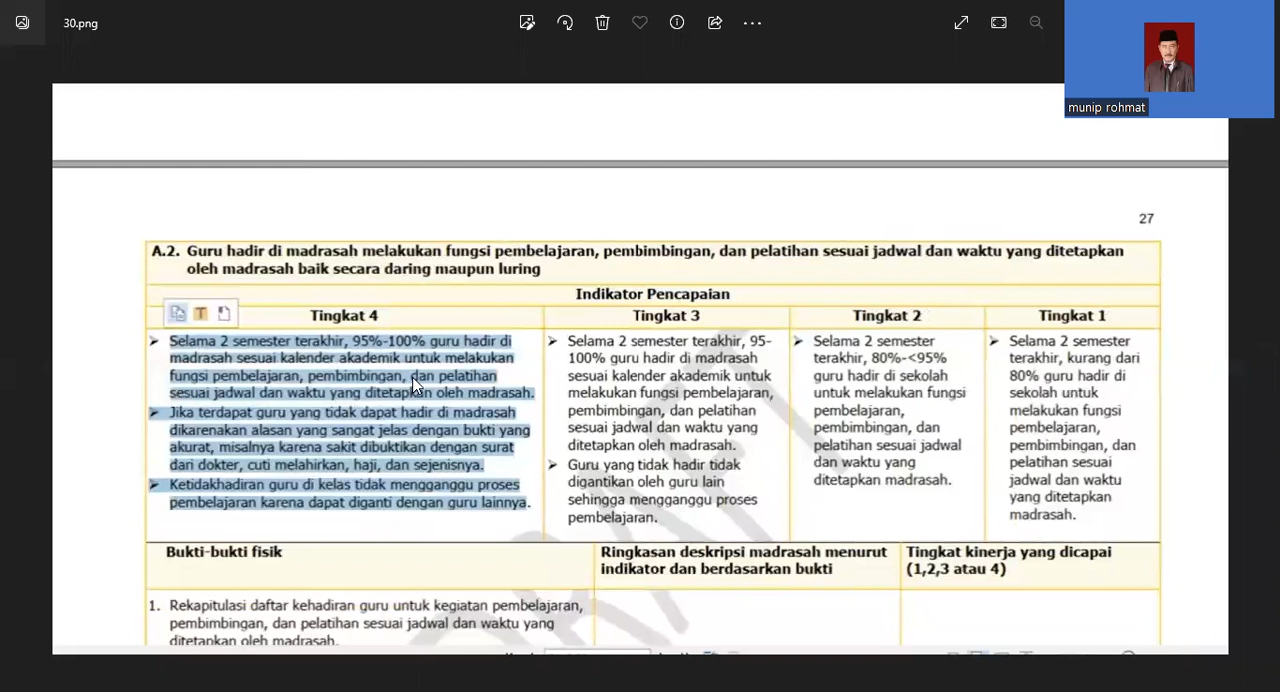 30.png
munip rohmat
27
A.2. Guru hadir di madrasah melakukan fungsi pembelajaran, pembimbingan, dan pelatihan sesuai jadwal dan waktu yang ditetapkan
oleh madrasah baik secara daring maupun luring
Indikator Pencapaian
Tingkat 4
➢ Selama 2 semester terakhir, 95%-100% guru hadir di
madrasah sesuai kalender akademik untuk melakukan
fungsi pembelajaran, pembimbingan, dan pelatihan
sesuai jadwal dan waktu yang ditetapkan oleh madrasah.
➢ Jika terdapat guru yang tidak dapat hadir di madrasah
dikarenakan alasan yang sangat jelas dengan bukti yang
akurat, misalnya karena sakit dibuktikan dengan surat
dari dokter, cuti melahirkan, haji, dan sejenisnya.
➢ Ketidakhadiran guru di kelas tidak mengganggu proses
pembelajaran karena dapat diganti dengan guru lainnya.
Tingkat 3
➢ Selama 2 semester terakhir, 95-
100% guru hadir di madrasah
sesuai kalender akademik untuk
melakukan fungsi pembelajaran,
pembimbingan, dan pelatihan
sesuai jadwal dan waktu yang
ditetapkan oleh madrasah.
➢ Guru yang tidak hadir tidak
digantikan oleh guru lain
sehingga mengganggu proses
pembelajaran.
Tingkat 2
➢ Selama 2 semester
terakhir, 80%-<95%
guru hadir di sekolah
untuk melakukan fungsi
pembelajaran,
pembimbingan, dan
pelatihan sesuai jadwal
dan waktu yang
ditetapkan madrasah.
Tingkat 1
➢ Selama 2 semester
terakhir, kurang dari
80% guru hadir di
sekolah untuk
melakukan fungsi
pembelajaran,
pembimbingan, dan
pelatihan sesuai
jadwal dan waktu
yang ditetapkan
madrasah.
Bukti-bukti fisik
Ringkasan deskripsi madrasah menurut
indikator dan berdasarkan bukti
Tingkat kinerja yang dicapai
(1,2,3 atau 4)
1. Rekapitulasi daftar kehadiran guru untuk kegiatan pembelajaran,
pembimbingan, dan pelatihan sesuai jadwal dan waktu yang
ditetapkan oleh madrasah.
DRAFT